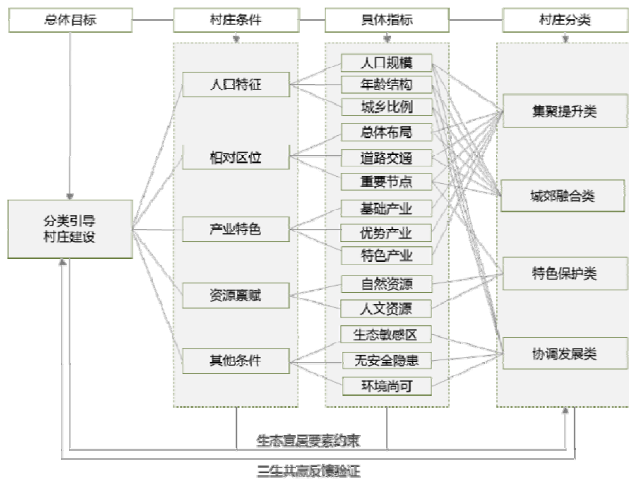 总体目标
村庄条件
具体指标
村庄分类
分类引导
村庄建设
人口特征
相对区位
产业特色
资源禀赋
其他条件
人口规模
年龄结构
城乡比例
总体布局
道路交通
重要节点
基础产业
优势产业
特色产业
自然资源
人文资源
生态敏感区
无安全隐患
环境尚可
集聚提升类
城郊融合类
特色保护类
协调发展类
生态宜居要素约束
三生共赢反馈验证